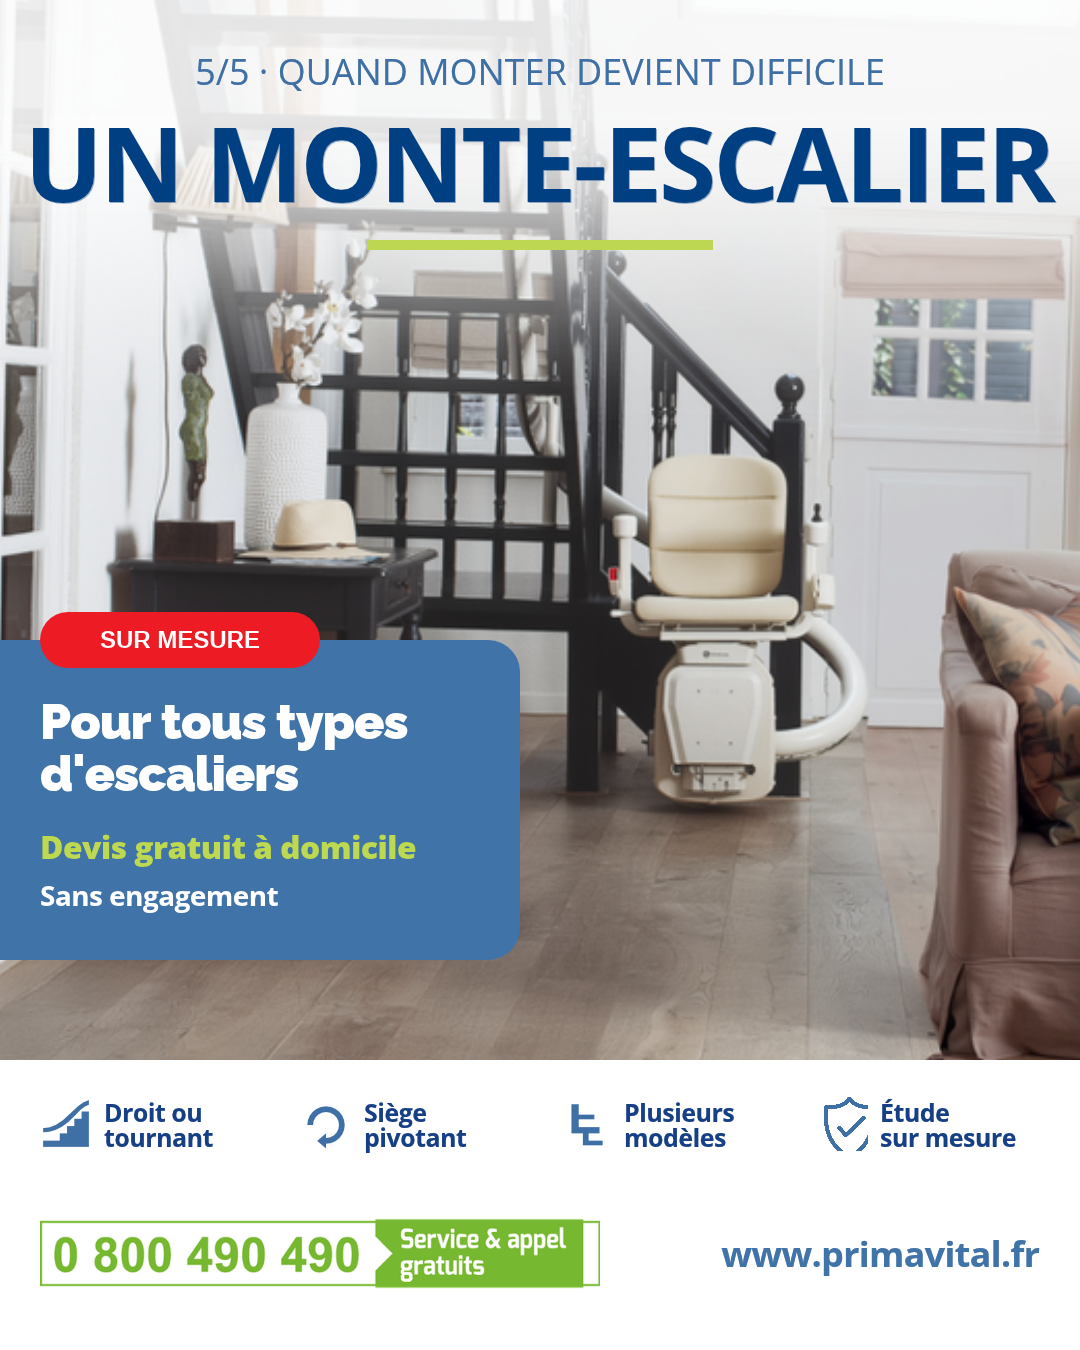 5/5 · QUAND MONTER DEVIENT DIFFICILE
UN MONTE-ESCALIER
SUR MESURE
Pour tous types
d'escaliers
Devis gratuit à domicile
Sans engagement
Droit ou
tournant
Siège
pivotant
Plusieurs
modèles
Étude
sur mesure
0 800 490 490
Service & appel
gratuits
www.primavital.fr